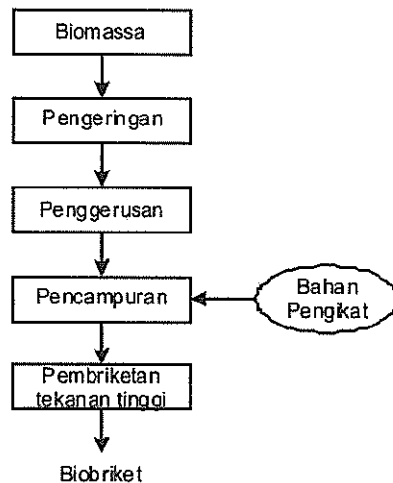 Biomassa
Pengeringan
Penggerusan
Pencampuran
Bahan
Pengikat
Pembriketan
tekanan tinggi
Biobriket